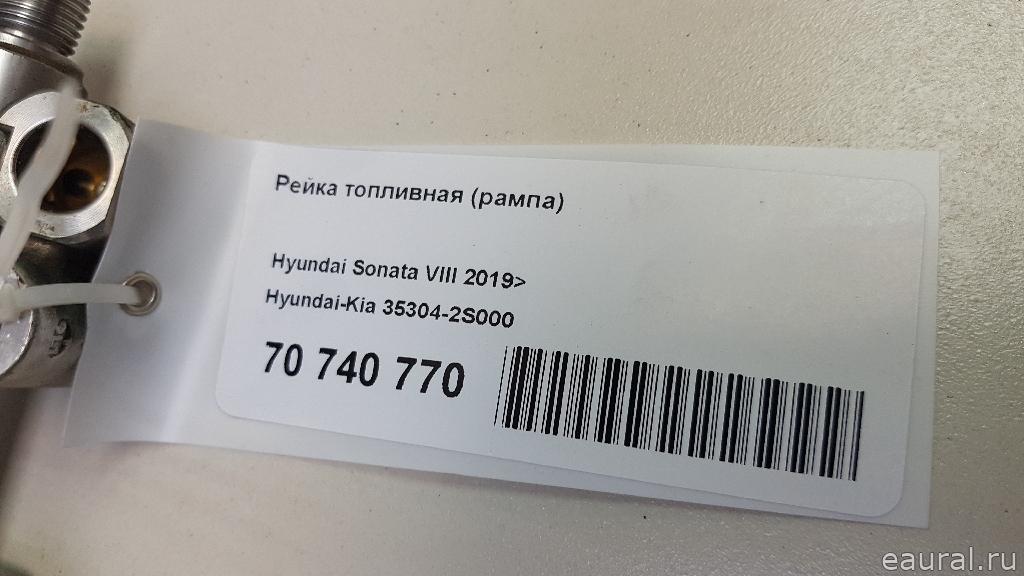 Рейка топливная (рампа)
Hyundai Sonata VIII 2019>
Hyundai-Kia 35304-2S000
70 740 770
eaural.ru